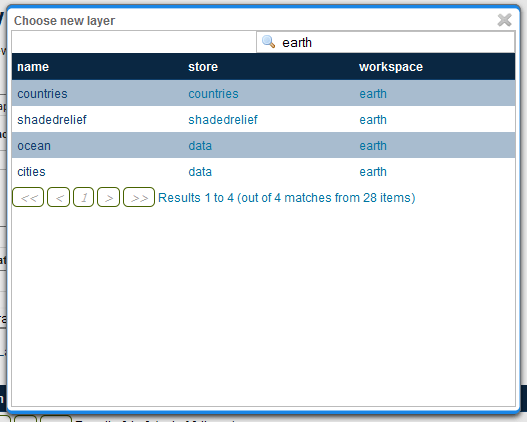 Choose new layer
earth
name store workspace
countries countries earth
shadedrelief shadedrelief earth
ocean data earth
cities data earth
<< < 1 > >> Results 1 to 4 (out of 4 matches from 28 items)